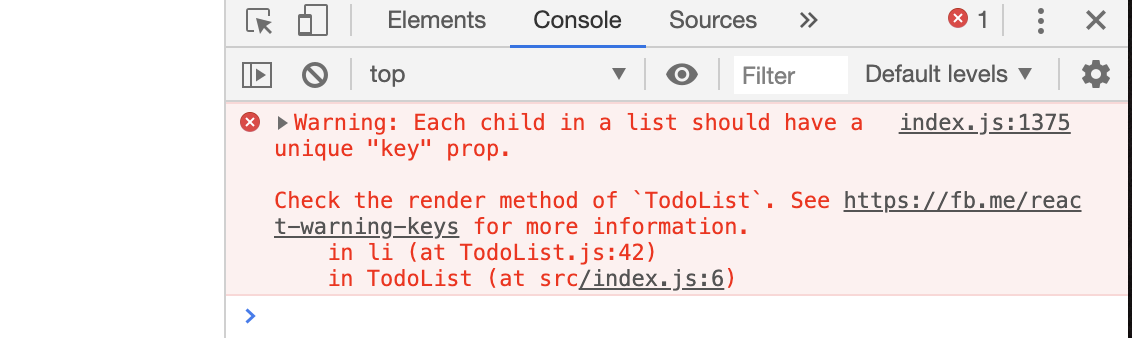 Elements Console Sources » 1
top Filter Default levels
Warning: Each child in a list should have a index.js:1375
unique "key" prop.
Check the render method of `TodoList`. See https://fb.me/reac
t-warning-keys for more information.
in li (at TodoList.js:42)
in TodoList (at src/index.js:6)